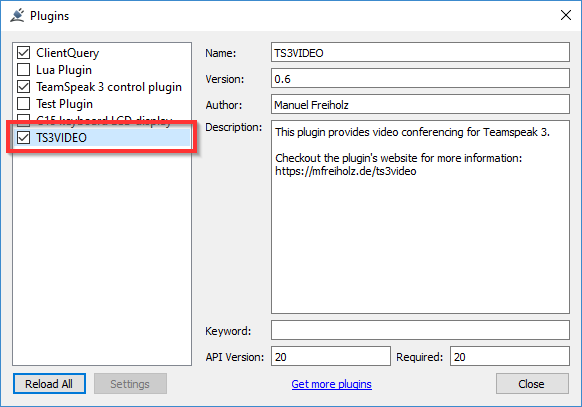 Plugins
ClientQuery
Lua Plugin
TeamSpeak 3 control plugin
Test Plugin
G15 keyboard LCD display
TS3VIDEO
Name:
TS3VIDEO
Version:
0.6
Author:
Manuel Freiholz
Description:
This plugin provides video conferencing for Teamspeak 3.
Checkout the plugin's website for more information:
https://mfreiholz.de/ts3video
Keyword:
API Version:
20
Required:
20
Reload All
Settings
Get more plugins
Close